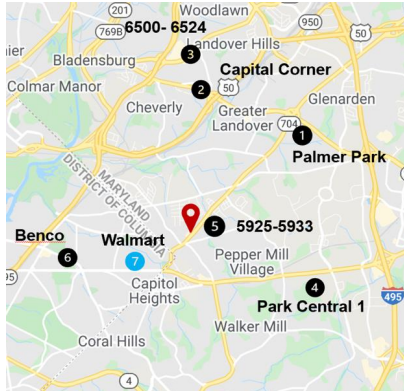 201
Woodlawn
950
50
769B
6500- 6524
nier
Landover Hills
Bladensburg
3
Capital Corner
Colmar Manor
2
50
Cheverly
Greater
Landover
Glenarden
704
1
Palmer Park
MARYLAND
DISTRICT OF COLUMBIA
Benco
Walmart
5
5925-5933
6
7
Pepper Mill
Village
95
Capitol
Heights
4
495
Park Central 1
Walker Mill
Coral Hills
4